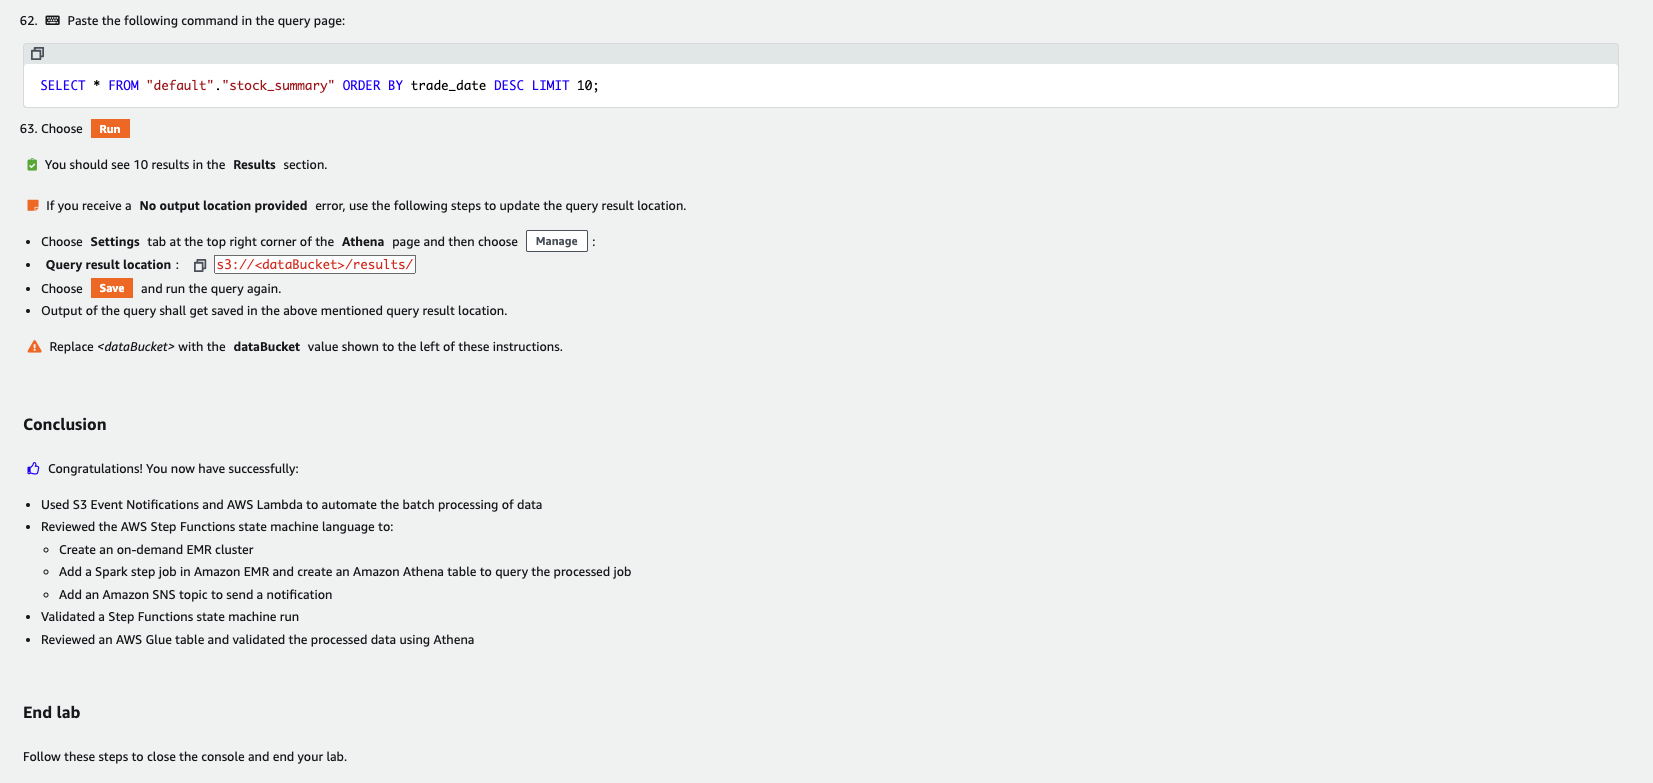 62. Paste the following command in the query page:
SELECT * FROM "default"."stock_summary" ORDER BY trade_date DESC LIMIT 10;
63. Choose Run
You should see 10 results in the Results section.
If you receive a No output location provided error, use the following steps to update the query result location.
• Choose Settings tab at the top right corner of the Athena page and then choose Manage :
• Query result location : s3://<dataBucket>/results/
• Choose Save and run the query again.
• Output of the query shall get saved in the above mentioned query result location.
Replace <dataBucket> with the dataBucket value shown to the left of these instructions.
Conclusion
Congratulations! You now have successfully:
• Used S3 Event Notifications and AWS Lambda to automate the batch processing of data
• Reviewed the AWS Step Functions state machine language to:
◦ Create an on-demand EMR cluster
◦ Add a Spark step job in Amazon EMR and create an Amazon Athena table to query the processed job
◦ Add an Amazon SNS topic to send a notification
• Validated a Step Functions state machine run
• Reviewed an AWS Glue table and validated the processed data using Athena
End lab
Follow these steps to close the console and end your lab.